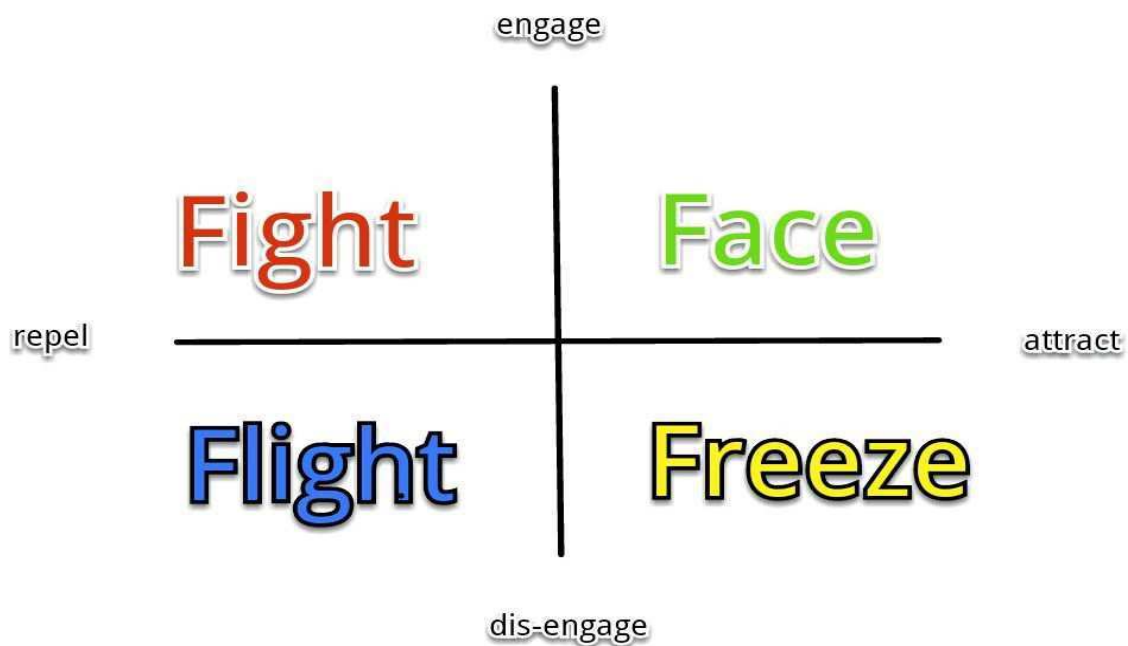 engage
Fight
Face
repel
attract
Flight
Freeze
dis-engage